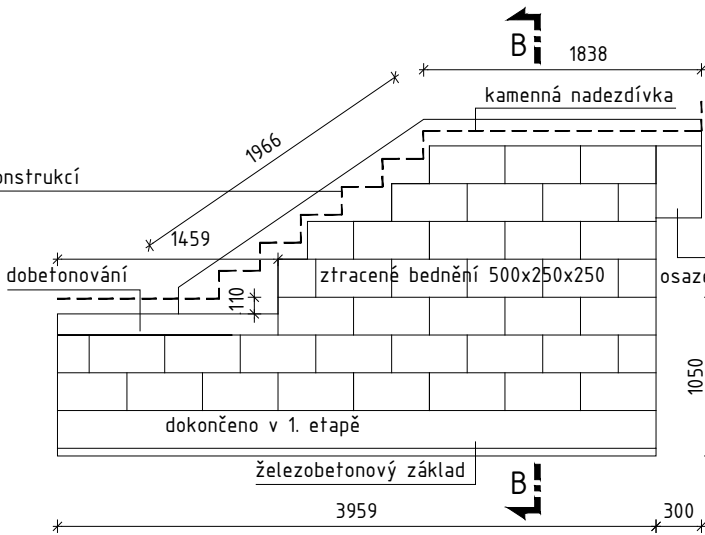 B
1838
kamenná nadezdívka
1966
onstrukcí
1459
dobetonování
110
ztracené bednění 500x250x250
osazo
1050
dokončeno v 1. etapě
železobetonový základ
B
3959
300